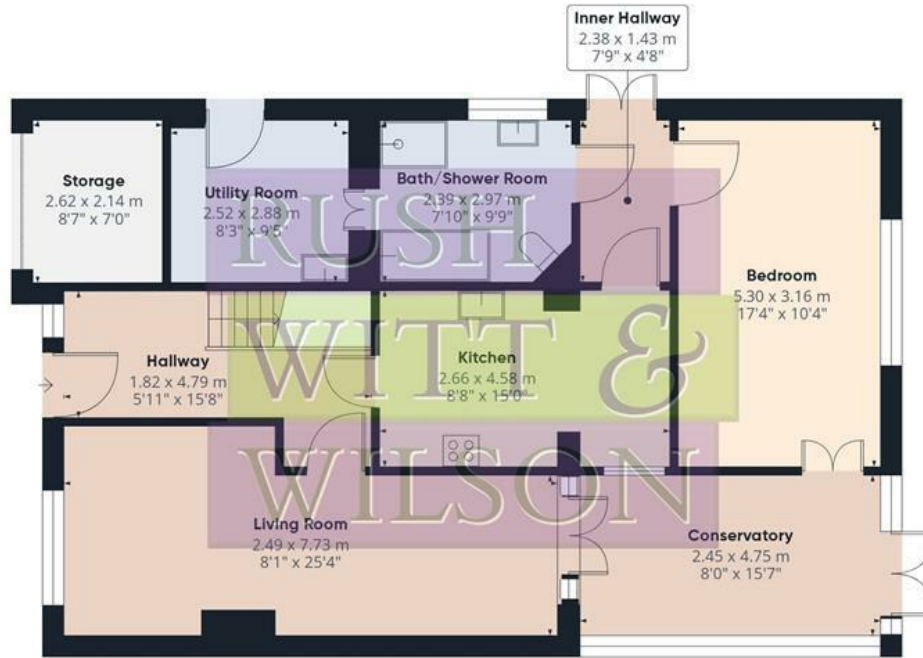 Inner Hallway
2.38 x 1.43 m
7'9" x 4'8"
Storage
2.62 x 2.14 m
8'7" x 7'0"
Utility Room
2.52 x 2.88 m
8'3" x 9'5"
Bath/Shower Room
2.39 x 2.97 m
7'10" x 9'9"
Bedroom
5.30 x 3.16 m
17'4" x 10'4"
Hallway
1.82 x 4.79 m
5'11" x 15'8"
Kitchen
2.66 x 4.58 m
8'8" x 15'0"
Living Room
2.49 x 7.73 m
8'1" x 25'4"
Conservatory
2.45 x 4.75 m
8'0" x 15'7"
RUSH
WITT &
WILSON